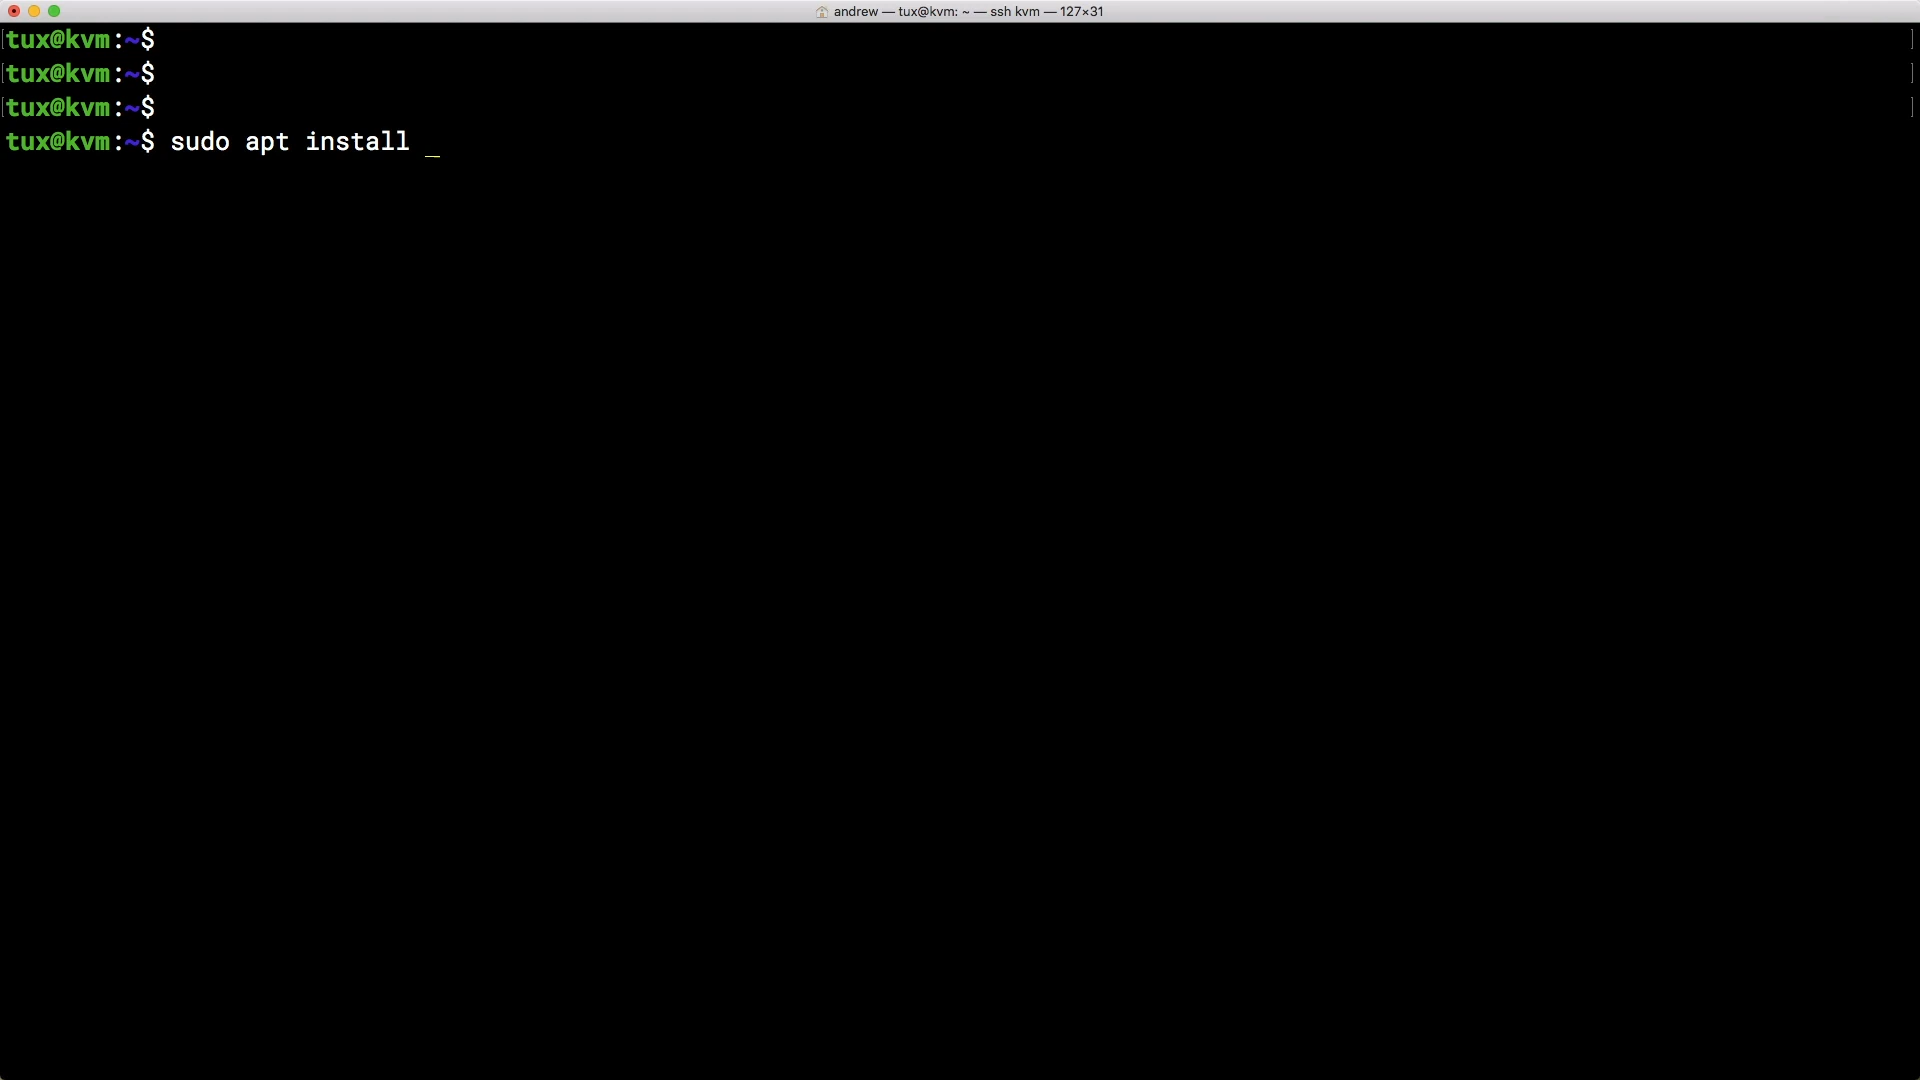 andrew — tux@kvm: ~ — ssh kvm — 127×31
[tux@kvm:~$ ]
[tux@kvm:~$ ]
[tux@kvm:~$ ]
tux@kvm:~$ sudo apt install _